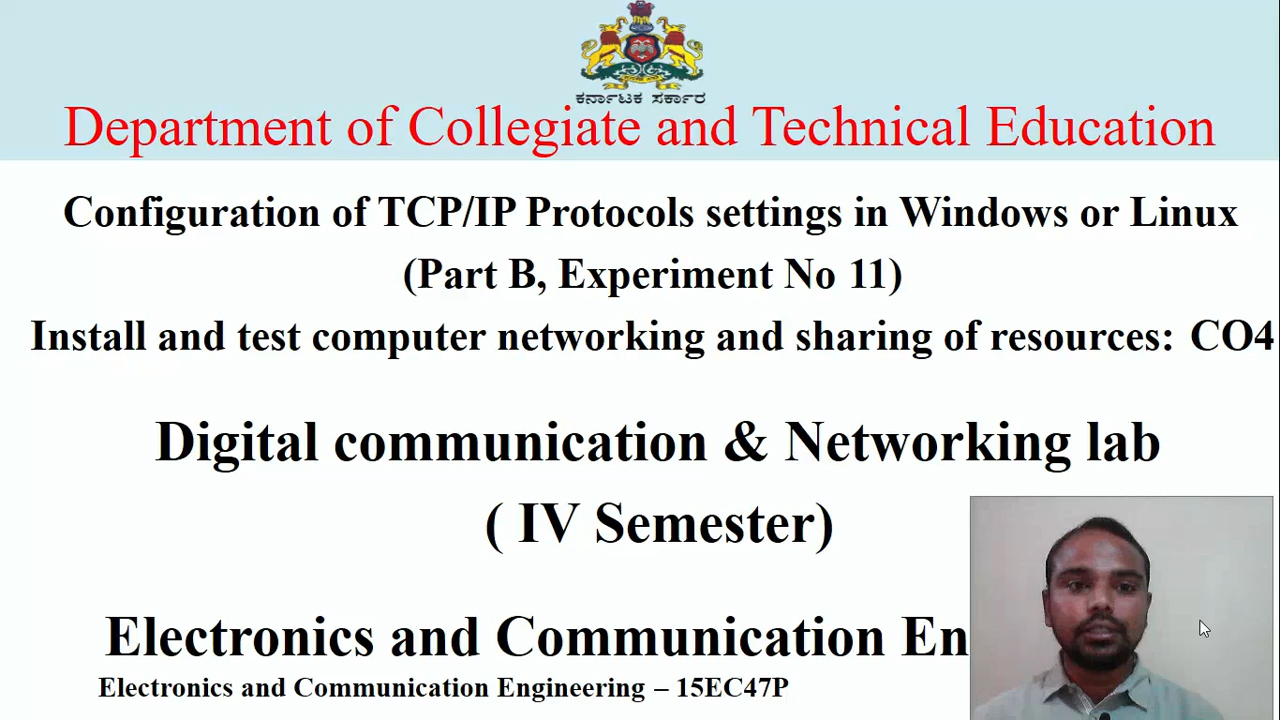 ಕರ್ನಾಟಕ ಸರ್ಕಾರ
Department of Collegiate and Technical Education
Configuration of TCP/IP Protocols settings in Windows or Linux
(Part B, Experiment No 11)
Install and test computer networking and sharing of resources: CO4
Digital communication & Networking lab
( IV Semester)
Electronics and Communication En
Electronics and Communication Engineering – 15EC47P